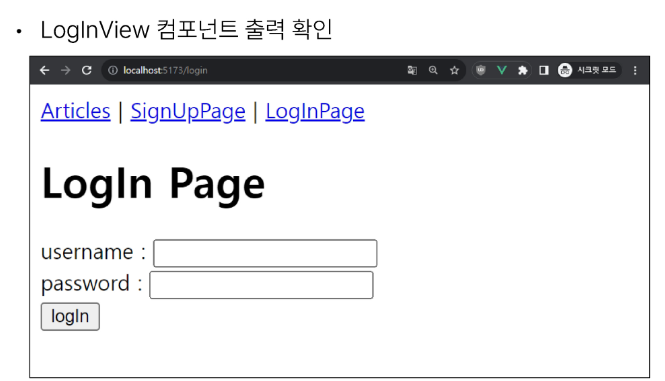 • LogInView 컴포넌트 출력 확인
localhost:5173/login
시크릿 모드
Articles | SignUpPage | LogInPage
LogIn Page
username :
password :
logIn